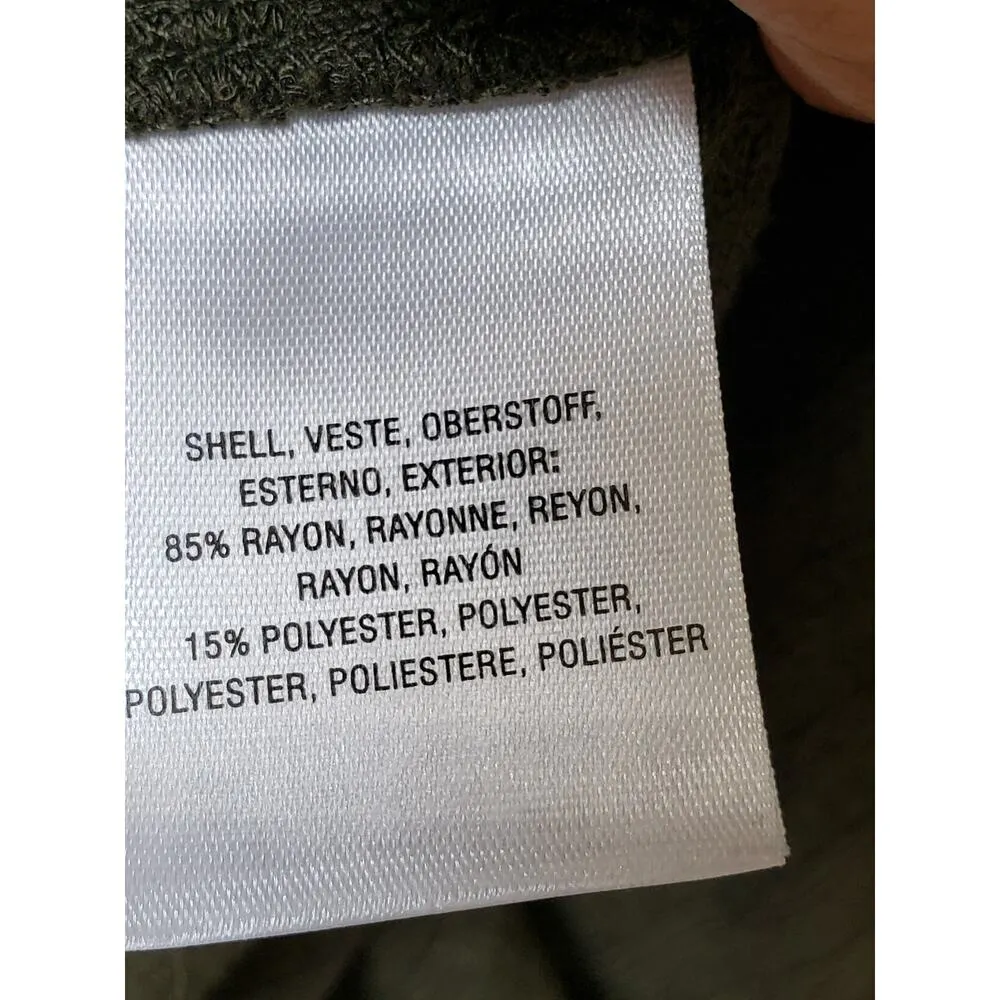 SHELL, VESTE, OBERSTOFF,
ESTERNO, EXTERIOR:
85% RAYON, RAYONNE, REYON,
RAYON, RAYÓN
15% POLYESTER, POLYESTER,
POLYESTER, POLIESTERE, POLIÉSTER